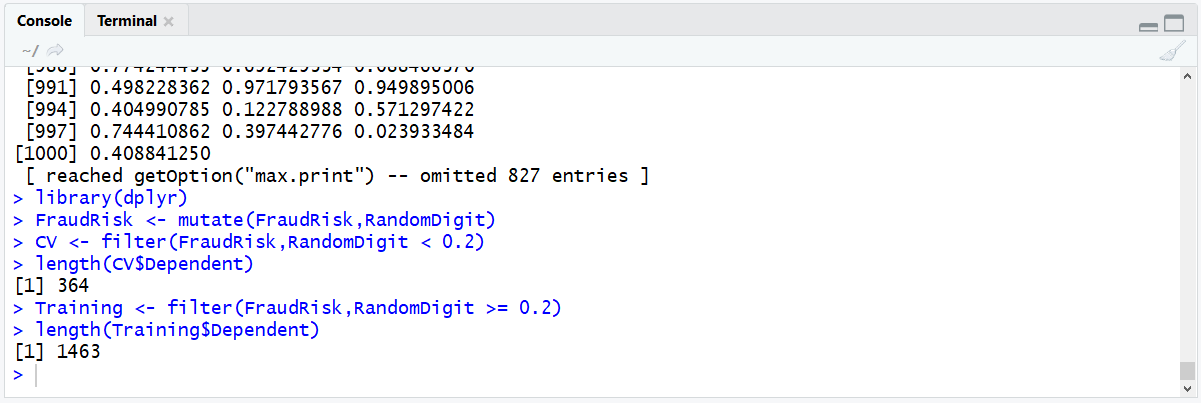 Console Terminal
~/
[991] 0.498228362 0.971793567 0.949895006
[994] 0.404990785 0.122788988 0.571297422
[997] 0.744410862 0.397442776 0.023933484
[1000] 0.408841250
[ reached getOption("max.print") -- omitted 827 entries ]
> library(dplyr)
> FraudRisk <- mutate(FraudRisk,RandomDigit)
> CV <- filter(FraudRisk,RandomDigit < 0.2)
> length(CV$Dependent)
[1] 364
> Training <- filter(FraudRisk,RandomDigit >= 0.2)
> length(Training$Dependent)
[1] 1463
>